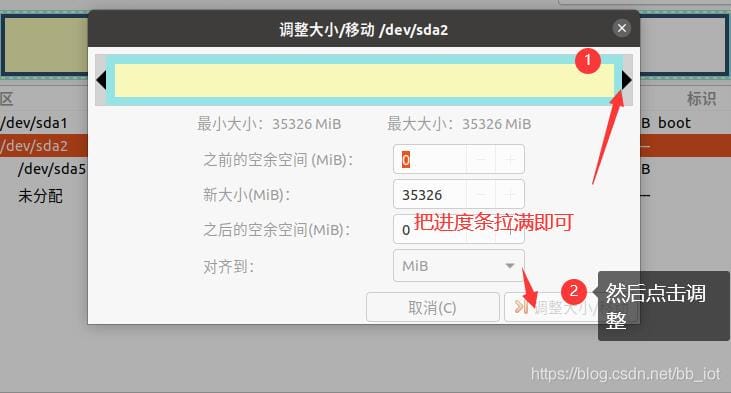 调整大小/移动 /dev/sda2
1
区
标识
最小大小：35326 MiB
最大大小：35326 MiB
/dev/sda1
B boot
之前的空余空间 (MiB)：
0
/dev/sda2
新大小(MiB)：
35326
/dev/sda5
B
未分配
把进度条拉满即可
之后的空余空间(MiB)：
0
对齐到：
MiB
2
然后点击调
整
取消(C)
调整大小/
https://blog.csdn.net/bb_iot